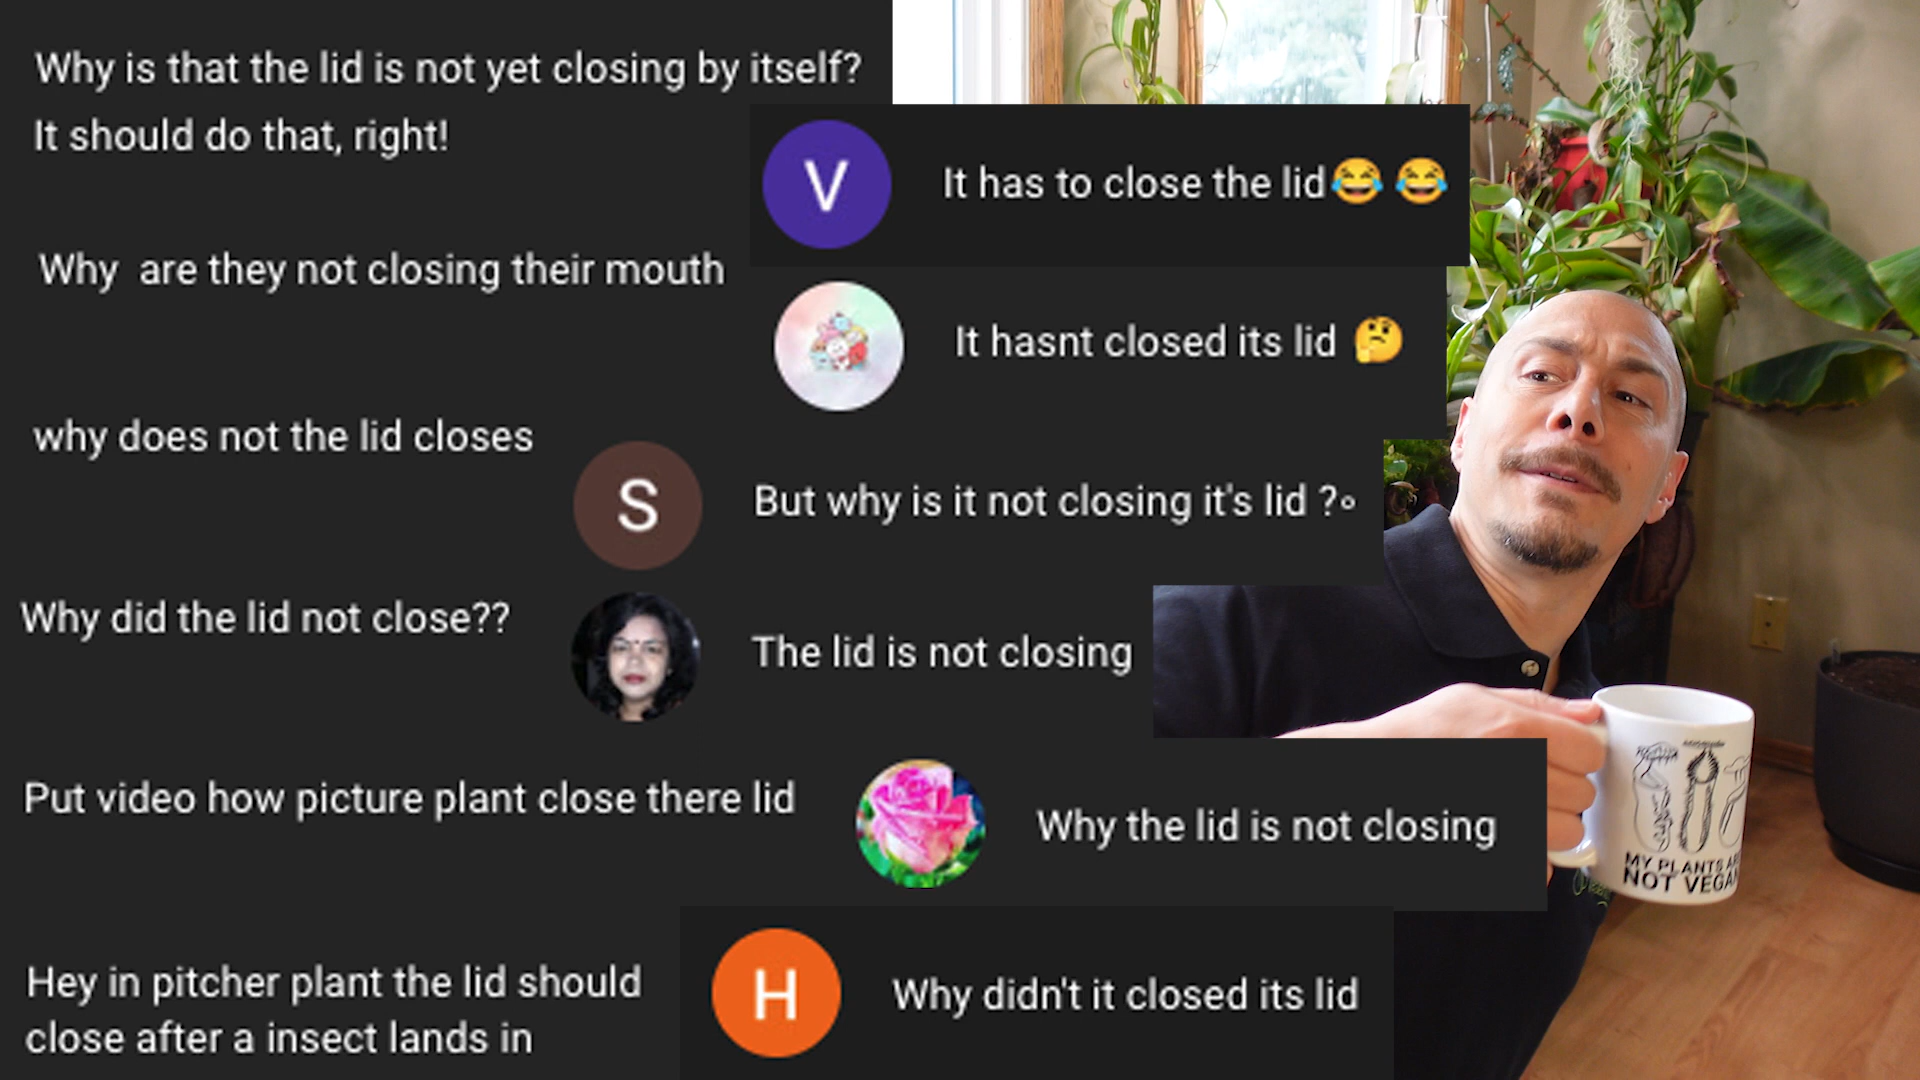 Why is that the lid is not yet closing by itself?
It should do that, right!
V
It has to close the lid😂 😂
Why  are they not closing their mouth
It hasnt closed its lid 🤔
why does not the lid closes
S
But why is it not closing it's lid ?∘
Why did the lid not close??
The lid is not closing
Put video how picture plant close there lid
Why the lid is not closing
Hey in pitcher plant the lid should
close after a insect lands in
H
Why didn't it closed its lid
MY PLANTS
NOT VEGAN